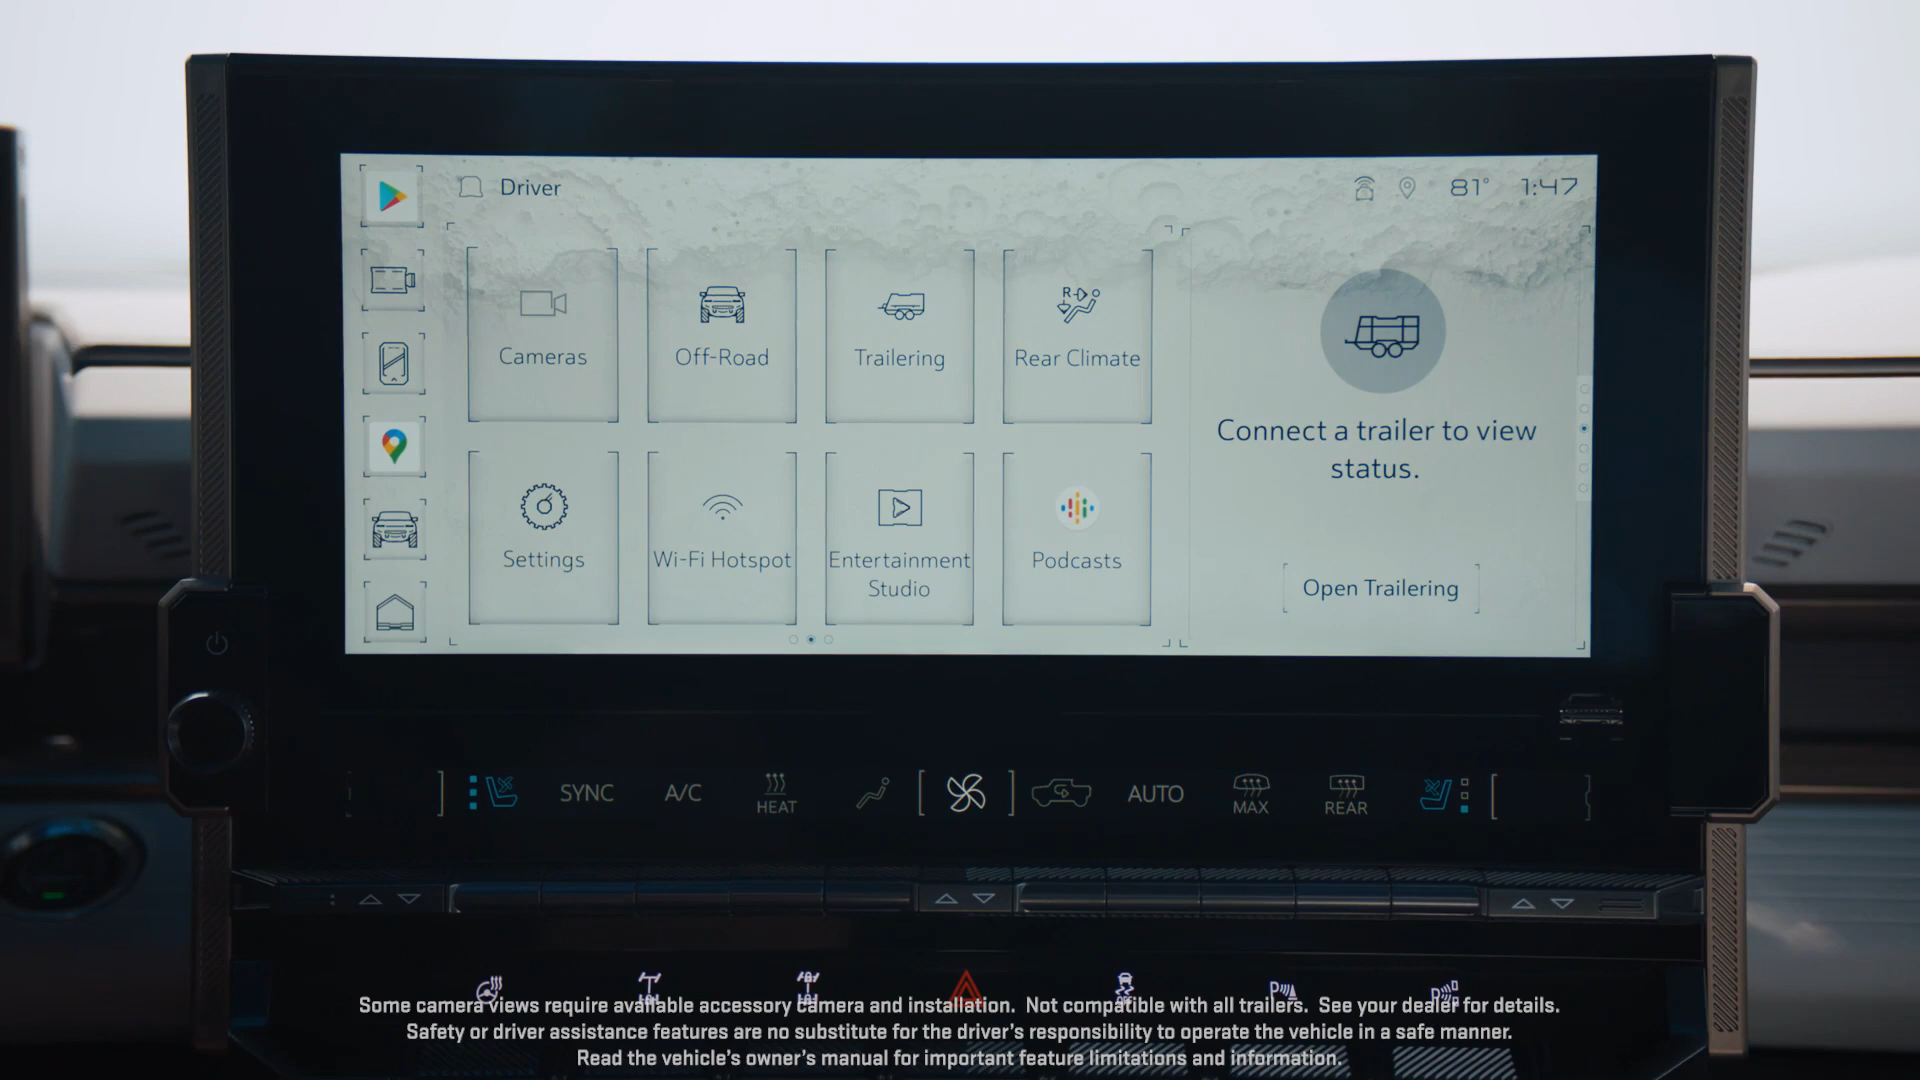 Driver
81° 1:47
Cameras
Off-Road
Trailering
Rear Climate
Connect a trailer to view
status.
Settings
Wi-Fi Hotspot
Entertainment
Studio
Podcasts
Open Trailering
SYNC
A/C
HEAT
AUTO
MAX
REAR
Some camera views require available accessory camera and installation. Not compatible with all trailers. See your dealer for details.
Safety or driver assistance features are no substitute for the driver's responsibility to operate the vehicle in a safe manner.
Read the vehicle's owner's manual for important feature limitations and information.